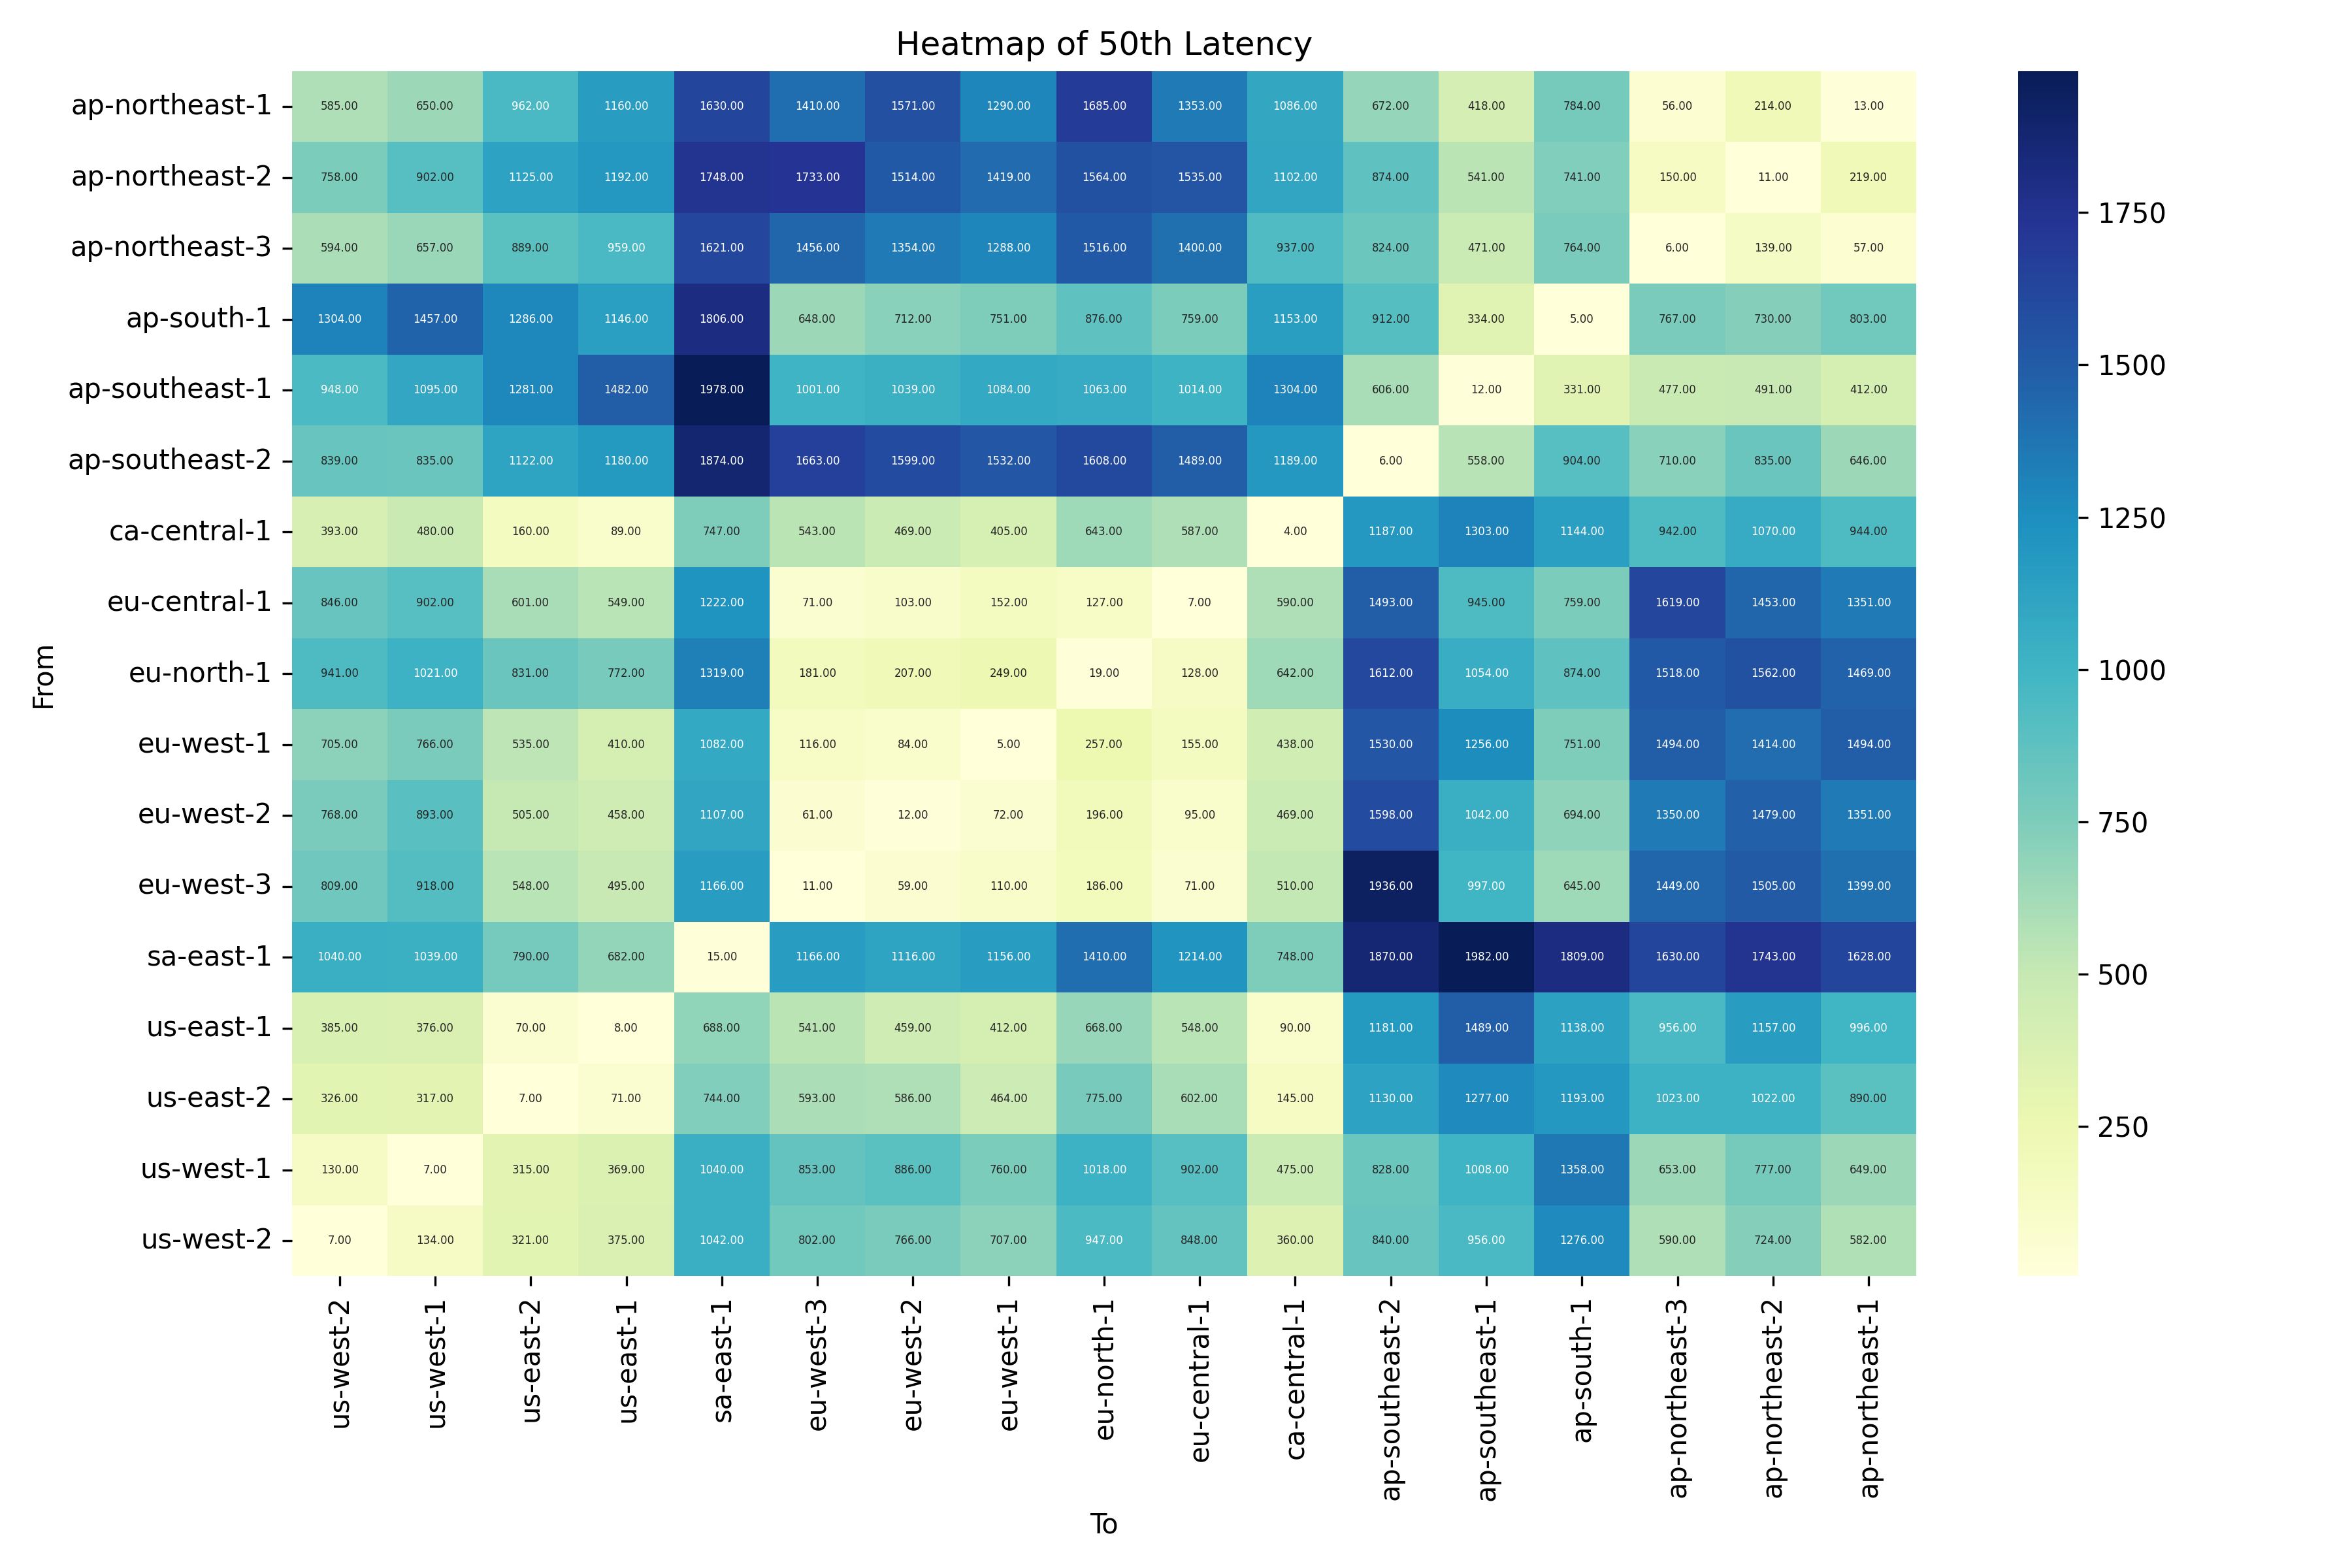 Heatmap of 50th Latency
ap-northeast-1 585.00 650.00 962.00 1160.00 1630.00 1410.00 1571.00 1290.00 1685.00 1353.00 1086.00 672.00 418.00 784.00 56.00 214.00 13.00
ap-northeast-2 758.00 902.00 1125.00 1192.00 1748.00 1733.00 1514.00 1419.00 1564.00 1535.00 1102.00 874.00 541.00 741.00 150.00 11.00 219.00
ap-northeast-3 594.00 657.00 889.00 959.00 1621.00 1456.00 1354.00 1288.00 1516.00 1400.00 937.00 824.00 471.00 764.00 6.00 139.00 57.00
ap-south-1 1304.00 1457.00 1286.00 1146.00 1806.00 648.00 712.00 751.00 876.00 759.00 1153.00 912.00 334.00 5.00 767.00 730.00 803.00
ap-southeast-1 948.00 1095.00 1281.00 1482.00 1978.00 1001.00 1039.00 1084.00 1063.00 1014.00 1304.00 606.00 12.00 331.00 477.00 491.00 412.00
ap-southeast-2 839.00 835.00 1122.00 1180.00 1874.00 1663.00 1599.00 1532.00 1608.00 1489.00 1189.00 6.00 558.00 904.00 710.00 835.00 646.00
ca-central-1 393.00 480.00 160.00 89.00 747.00 543.00 469.00 405.00 643.00 587.00 4.00 1187.00 1303.00 1144.00 942.00 1070.00 944.00
eu-central-1 846.00 902.00 601.00 549.00 1222.00 71.00 103.00 152.00 127.00 7.00 590.00 1493.00 945.00 759.00 1619.00 1453.00 1351.00
eu-north-1 941.00 1021.00 831.00 772.00 1319.00 181.00 207.00 249.00 19.00 128.00 642.00 1612.00 1054.00 874.00 1518.00 1562.00 1469.00
eu-west-1 705.00 766.00 535.00 410.00 1082.00 116.00 84.00 5.00 257.00 155.00 438.00 1530.00 1256.00 751.00 1494.00 1414.00 1494.00
eu-west-2 768.00 893.00 505.00 458.00 1107.00 61.00 12.00 72.00 196.00 95.00 469.00 1598.00 1042.00 694.00 1350.00 1479.00 1351.00
eu-west-3 809.00 918.00 548.00 495.00 1166.00 11.00 59.00 110.00 186.00 71.00 510.00 1936.00 997.00 645.00 1449.00 1505.00 1399.00
sa-east-1 1040.00 1039.00 790.00 682.00 15.00 1166.00 1116.00 1156.00 1410.00 1214.00 748.00 1870.00 1982.00 1809.00 1630.00 1743.00 1628.00
us-east-1 385.00 376.00 70.00 8.00 688.00 541.00 459.00 412.00 668.00 548.00 90.00 1181.00 1489.00 1138.00 956.00 1157.00 996.00
us-east-2 326.00 317.00 7.00 71.00 744.00 593.00 586.00 464.00 775.00 602.00 145.00 1130.00 1277.00 1193.00 1023.00 1022.00 890.00
us-west-1 130.00 7.00 315.00 369.00 1040.00 853.00 886.00 760.00 1018.00 902.00 475.00 828.00 1008.00 1358.00 653.00 777.00 649.00
us-west-2 7.00 134.00 321.00 375.00 1042.00 802.00 766.00 707.00 947.00 848.00 360.00 840.00 956.00 1276.00 590.00 724.00 582.00
From
us-west-2
us-west-1
us-east-2
us-east-1
sa-east-1
eu-west-3
eu-west-2
eu-west-1
eu-north-1
eu-central-1
ca-central-1
ap-southeast-2
ap-southeast-1
ap-south-1
ap-northeast-3
ap-northeast-2
ap-northeast-1
To
1750
1500
1250
1000
750
500
250